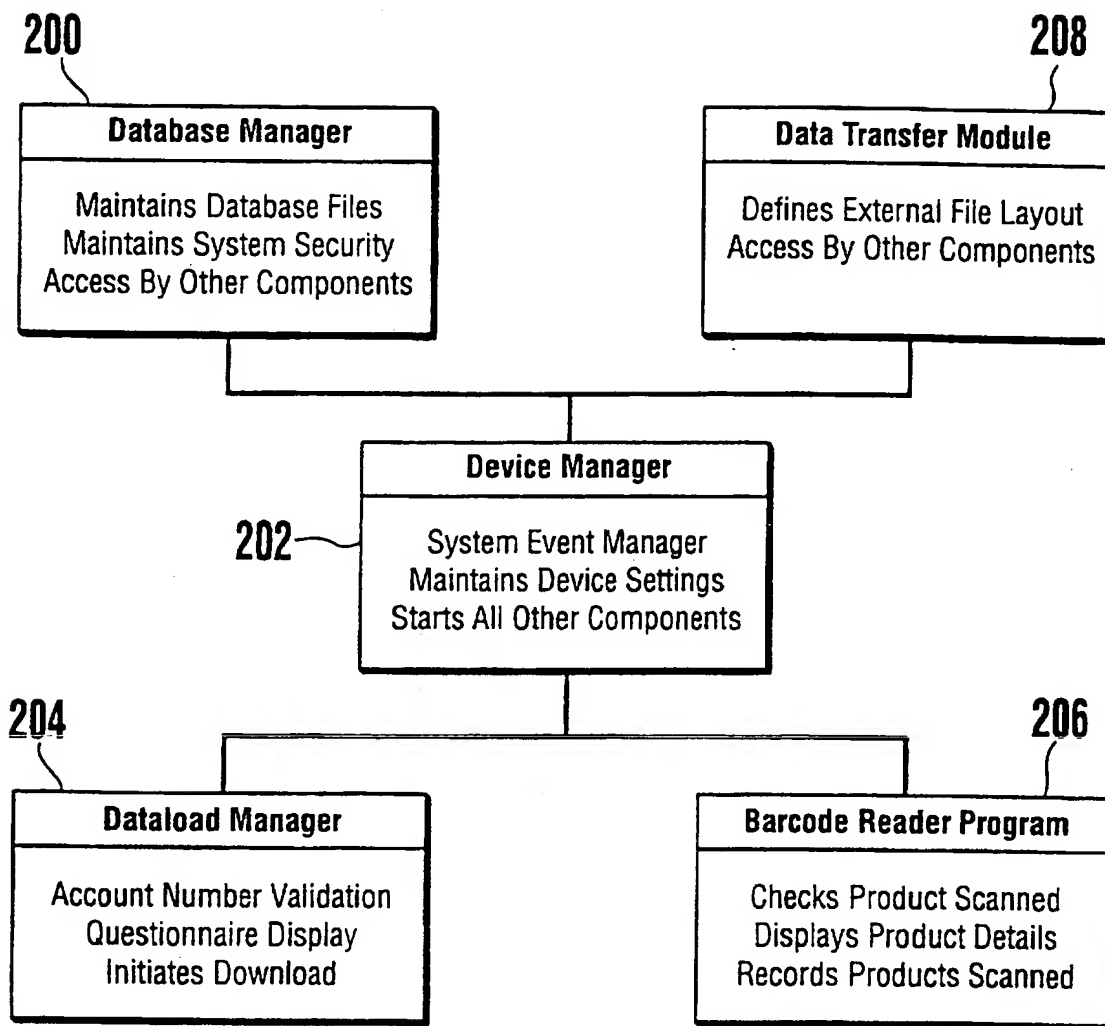 200
208
Database Manager
Maintains Database Files
Maintains System Security
Access By Other Components
Data Transfer Module
Defines External File Layout
Access By Other Components
Device Manager
202
System Event Manager
Maintains Device Settings
Starts All Other Components
204
206
Dataload Manager
Account Number Validation
Questionnaire Display
Initiates Download
Barcode Reader Program
Checks Product Scanned
Displays Product Details
Records Products Scanned